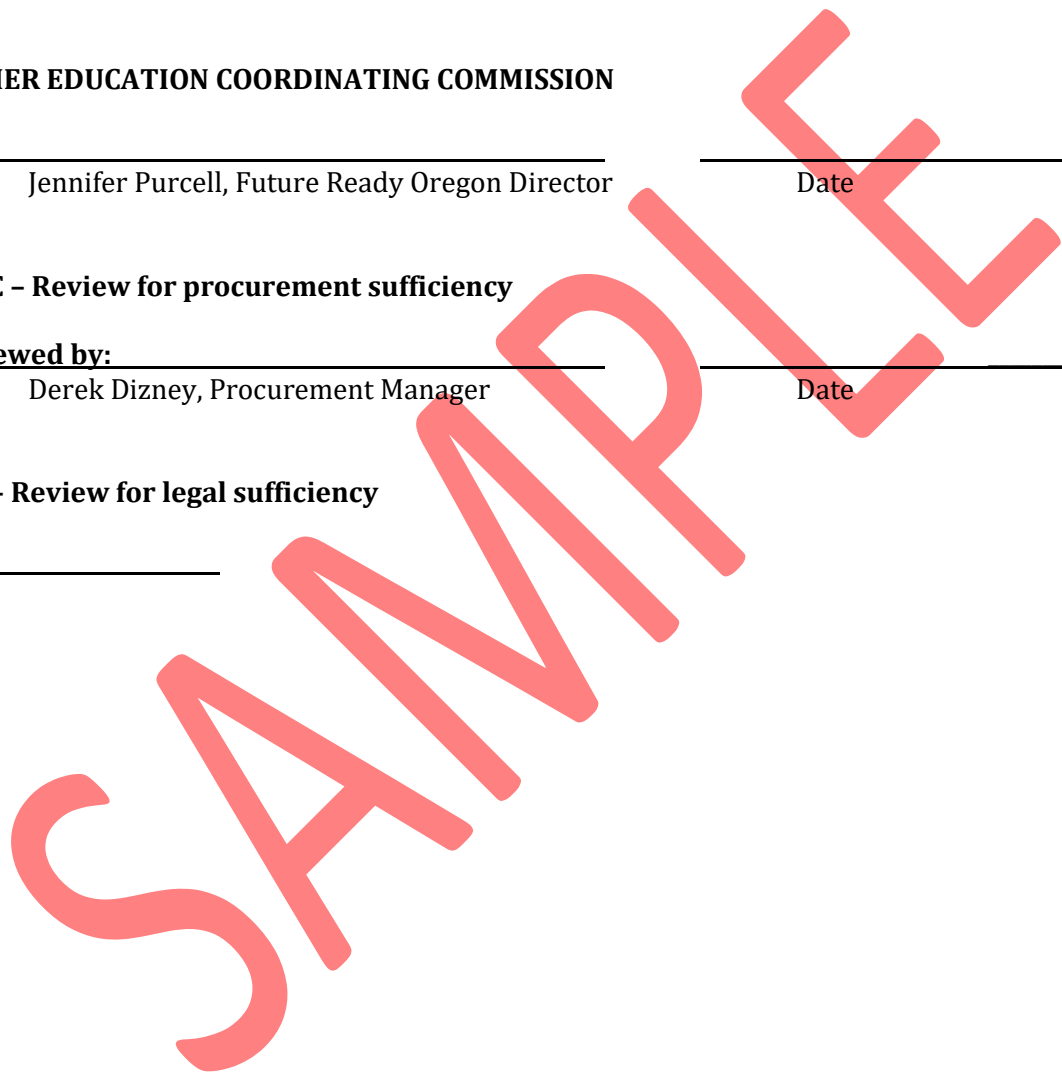 IER EDUCATION COORDINATING COMMISSION
Jennifer Purcell, Future Ready Oregon Director Date
– Review for procurement sufficiency
ewed by:
Derek Dizney, Procurement Manager Date
- Review for legal sufficiency
SAMPLE